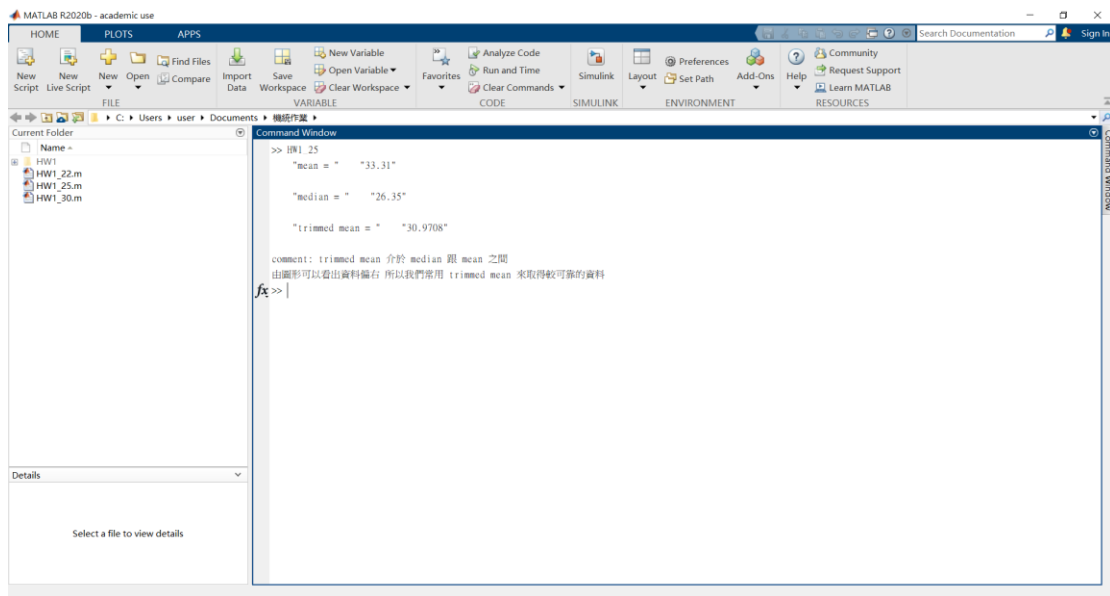 MATLAB R2020b - academic use
HOME PLOTS APPS Search Documentation Sign In
New Script New Live Script New Open Find Files Compare Import Data Save Workspace New Variable Open Variable Clear Workspace Favorites Analyze Code Run and Time Clear Commands Simulink Layout Preferences Set Path Add-Ons Help Community Request Support Learn MATLAB
FILE VARIABLE CODE SIMULINK ENVIRONMENT RESOURCES
C: Users user Documents 機統作業
Current Folder
Name
HW1
HW1_22.m
HW1_25.m
HW1_30.m
Details
Select a file to view details
Command Window
>> HW1_25
"mean = " "33.31"
"median = " "26.35"
"trimmed mean = " "30.9708"
comment: trimmed mean 介於 median 跟 mean 之間
由圖形可以看出資料偏右 所以我們常用 trimmed mean 來取得較可靠的資料
fx >>
Command Window